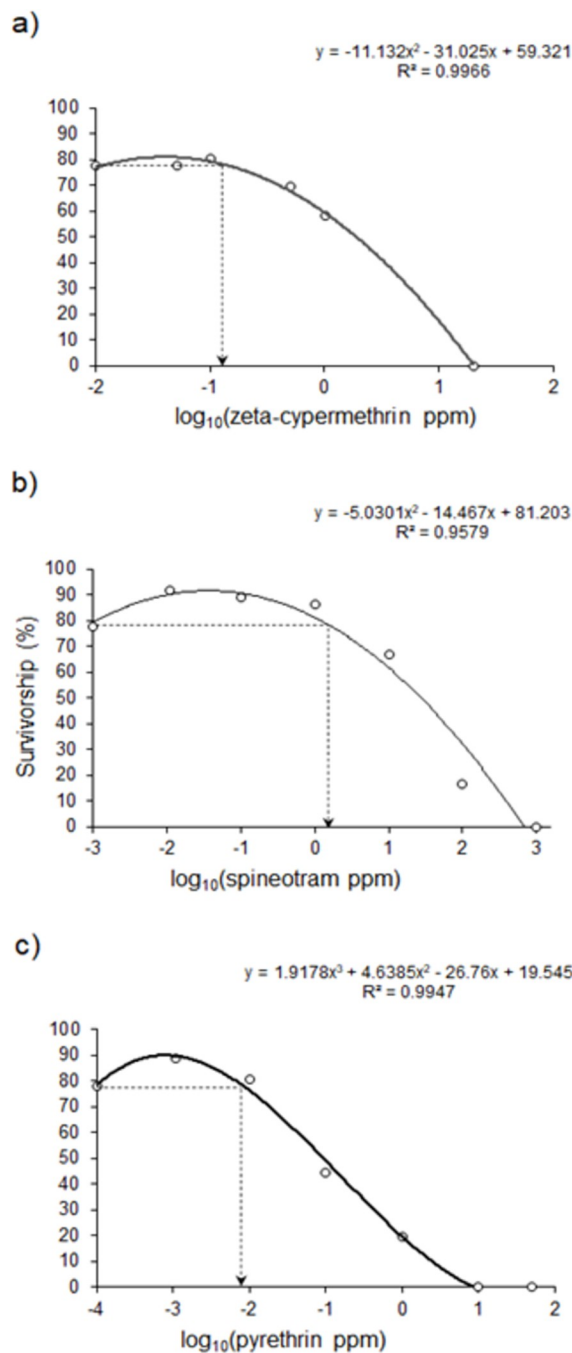 a)
y = -11.132x² - 31.025x + 59.321
R² = 0.9966
100
90
80
70
60
50
40
30
20
10
0
-2 -1 0 1 2
log₁₀(zeta-cypermethrin ppm)
b)
y = -5.0301x² - 14.467x + 81.203
R² = 0.9579
Survivorship (%)
100
90
80
70
60
50
40
30
20
10
0
-3 -2 -1 0 1 2 3
log₁₀(spineotram ppm)
c)
y = 1.9178x³ + 4.6385x² - 26.76x + 19.545
R² = 0.9947
100
90
80
70
60
50
40
30
20
10
0
-4 -3 -2 -1 0 1 2
log₁₀(pyrethrin ppm)